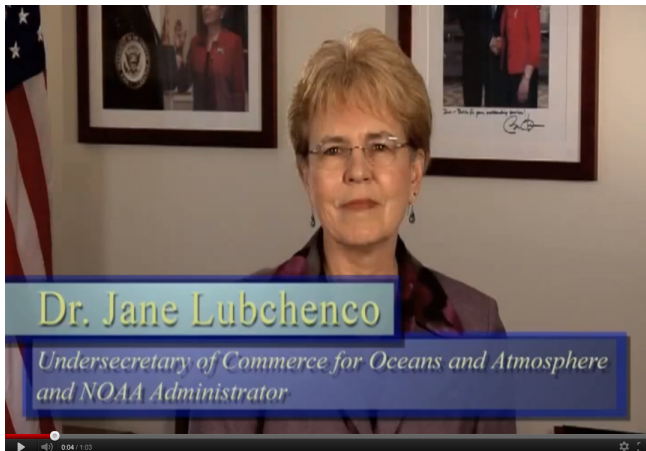 Dr. Jane Lubchenco
Undersecretary of Commerce for Oceans and Atmosphere
and NOAA Administrator
0:04 / 1:03